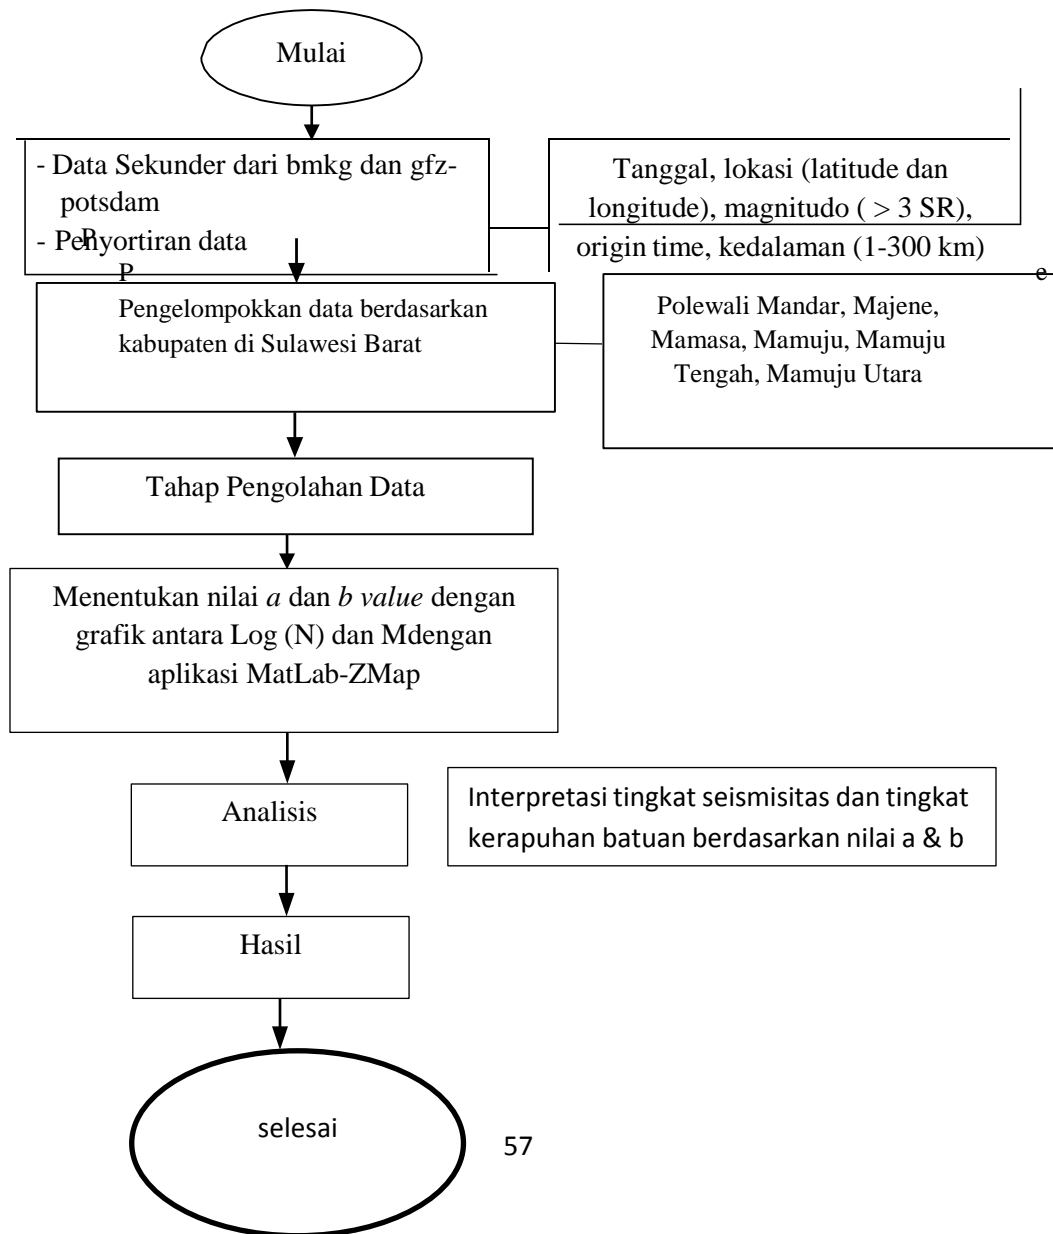 Mulai
- Data Sekunder dari bmkg dan gfz-
potsdam
- Penyortiran data
P
P
Tanggal, lokasi (latitude dan
longitude), magnitudo ( > 3 SR),
origin time, kedalaman (1-300 km)
e
Pengelompokkan data berdasarkan
kabupaten di Sulawesi Barat
Polewali Mandar, Majene,
Mamasa, Mamuju, Mamuju
Tengah, Mamuju Utara
Tahap Pengolahan Data
Menentukan nilai a dan b value dengan
grafik antara Log (N) dan Mdengan
aplikasi MatLab-ZMap
Analisis
Interpretasi tingkat seismisitas dan tingkat
kerapuhan batuan berdasarkan nilai a & b
Hasil
selesai
57